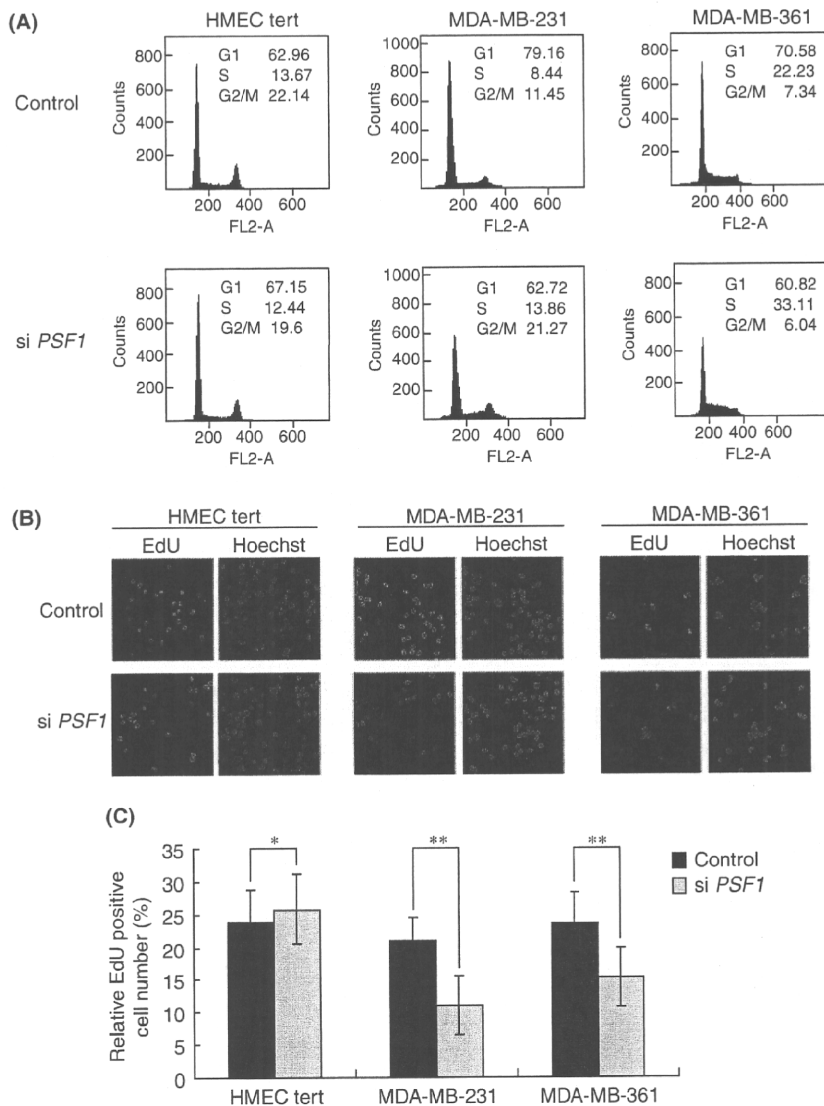 (A)
HMEC tert
MDA-MB-231
MDA-MB-361
Control
Counts
800
600
400
200
G1 62.96
S 13.67
G2/M 22.14
200 400 600
FL2-A
Counts
1000
800
600
400
200
G1 79.16
S 8.44
G2/M 11.45
200 400 600
FL2-A
Counts
800
600
400
200
G1 70.58
S 22.23
G2/M 7.34
200 400 600
FL2-A
si PSF1
Counts
800
600
400
200
G1 67.15
S 12.44
G2/M 19.6
200 400 600
FL2-A
Counts
1000
800
600
400
200
G1 62.72
S 13.86
G2/M 21.27
200 400 600
FL2-A
Counts
800
600
400
200
G1 60.82
S 33.11
G2/M 6.04
200 400 600
FL2-A
(B)
HMEC tert
MDA-MB-231
MDA-MB-361
EdU Hoechst
EdU Hoechst
EdU Hoechst
Control
si PSF1
(C)
Relative EdU positive
cell number (%)
35
30
25
20
15
10
5
0
*
**
**
Control
si PSF1
HMEC tert
MDA-MB-231
MDA-MB-361